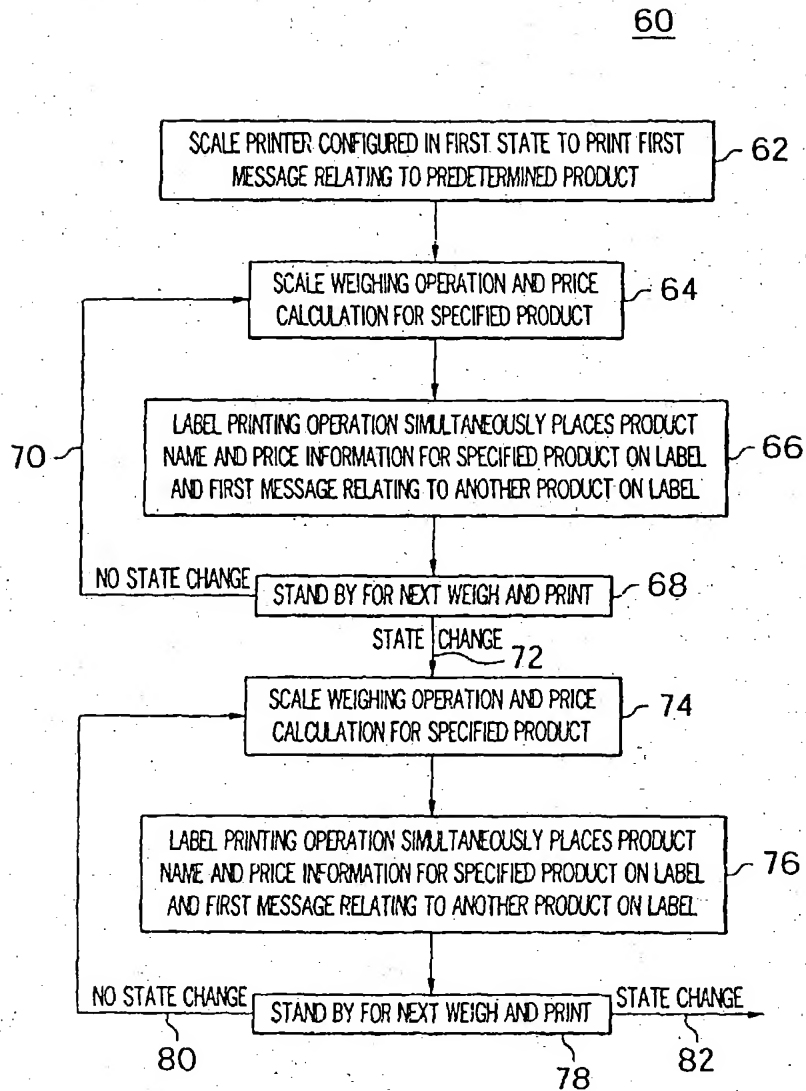 60
SCALE PRINTER CONFIGURED IN FIRST STATE TO PRINT FIRST
MESSAGE RELATING TO PREDETERMINED PRODUCT
62
SCALE WEIGHING OPERATION AND PRICE
CALCULATION FOR SPECIFIED PRODUCT
64
LABEL PRINTING OPERATION SIMULTANEOUSLY PLACES PRODUCT
NAME AND PRICE INFORMATION FOR SPECIFIED PRODUCT ON LABEL
AND FIRST MESSAGE RELATING TO ANOTHER PRODUCT ON LABEL
66
70
NO STATE CHANGE
STAND BY FOR NEXT WEIGH AND PRINT
68
STATE CHANGE
72
SCALE WEIGHING OPERATION AND PRICE
CALCULATION FOR SPECIFIED PRODUCT
74
LABEL PRINTING OPERATION SIMULTANEOUSLY PLACES PRODUCT
NAME AND PRICE INFORMATION FOR SPECIFIED PRODUCT ON LABEL
AND FIRST MESSAGE RELATING TO ANOTHER PRODUCT ON LABEL
76
NO STATE CHANGE
STAND BY FOR NEXT WEIGH AND PRINT
STATE CHANGE
80
78
82